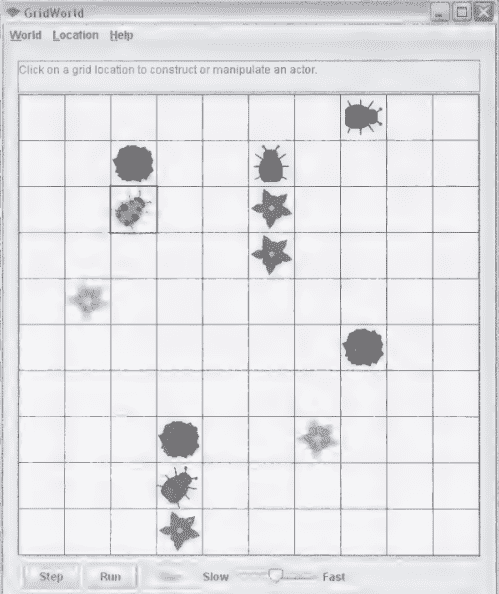 GridWorld
World Location Help
Click on a grid location to construct or manipulate an actor.
Step Run Slow Fast